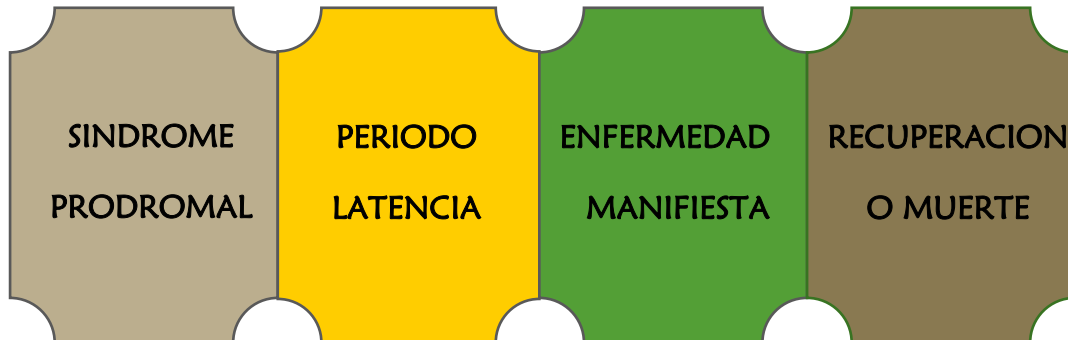 SINDROME
PRODROMAL
PERIODO
LATENCIA
ENFERMEDAD
MANIFIESTA
RECUPERACION
O MUERTE